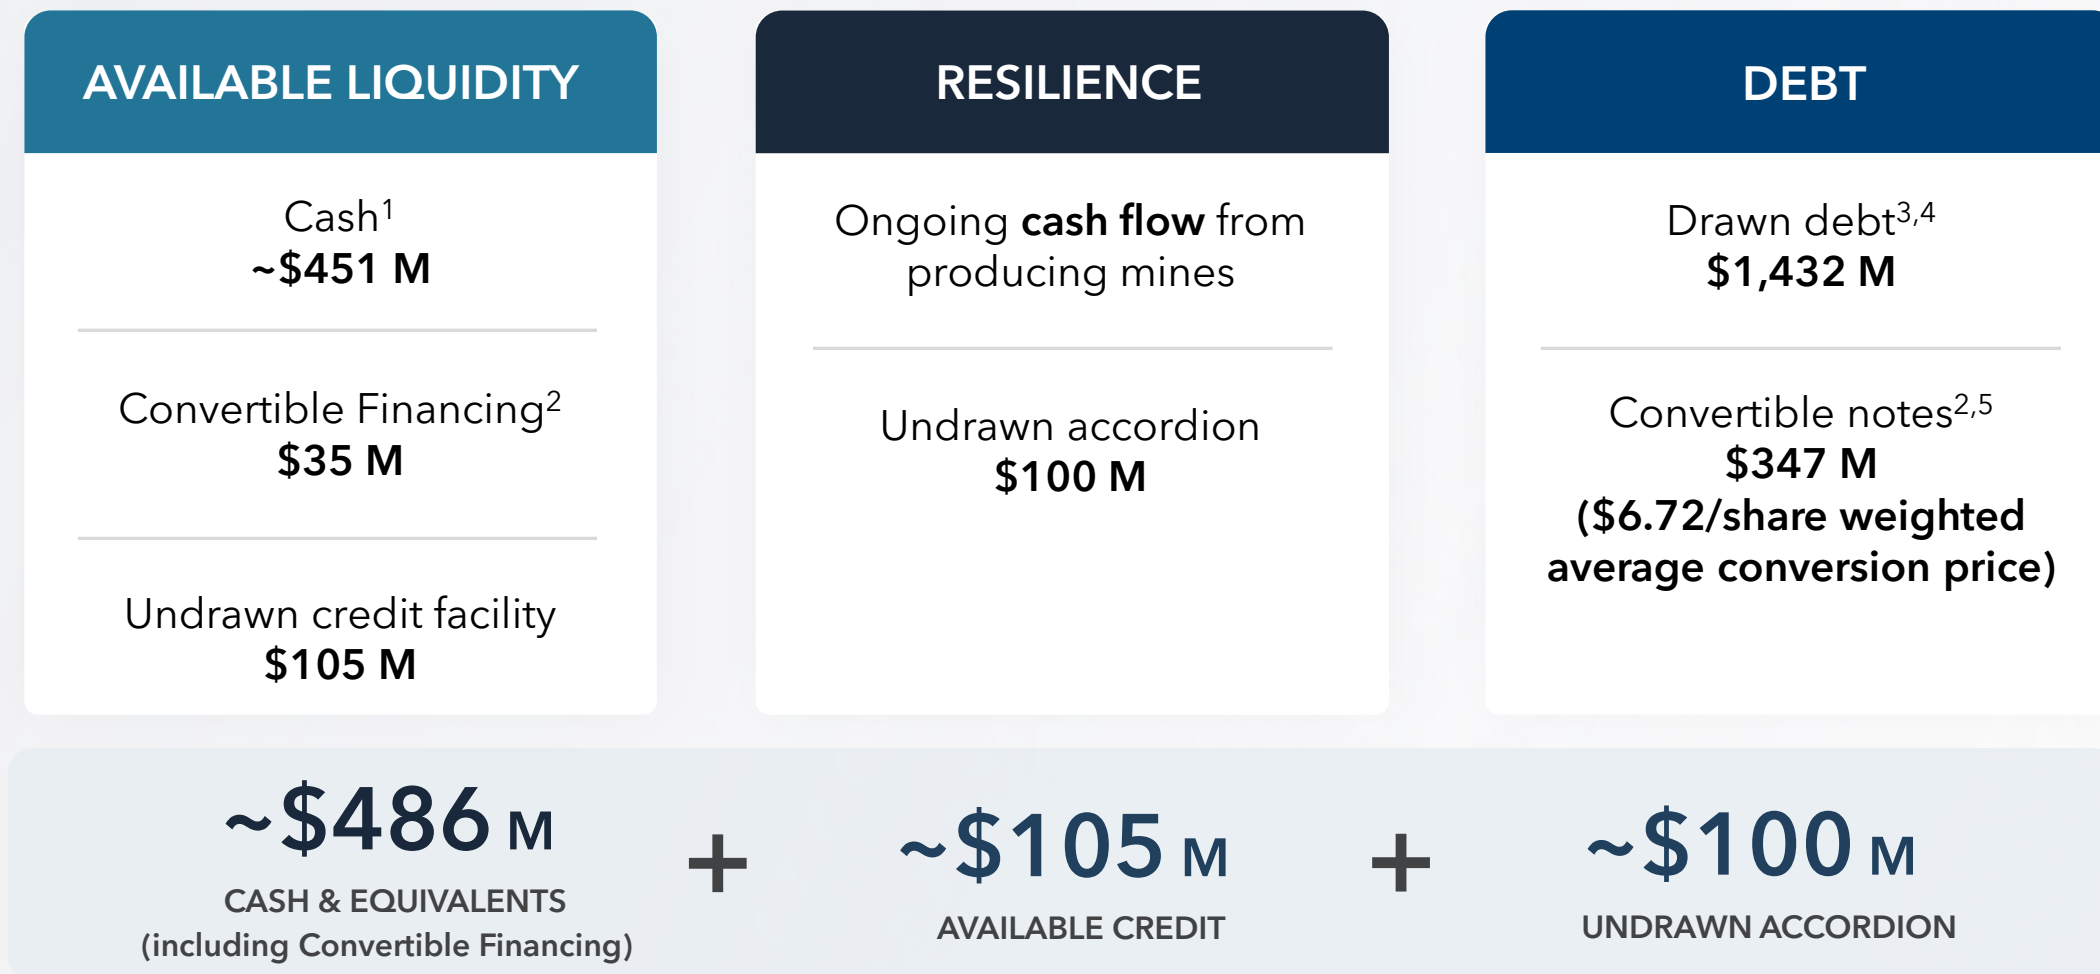 AVAILABLE LIQUIDITY
Cash¹
~$451 M
Convertible Financing²
$35 M
Undrawn credit facility
$105 M
RESILIENCE
Ongoing cash flow from
producing mines
Undrawn accordion
$100 M
DEBT
Drawn debt³,⁴
$1,432 M
Convertible notes²,⁵
$347 M
($6.72/share weighted
average conversion price)
~$486 M
CASH & EQUIVALENTS
(including Convertible Financing)
+
~$105 M
AVAILABLE CREDIT
+
~$100 M
UNDRAWN ACCORDION